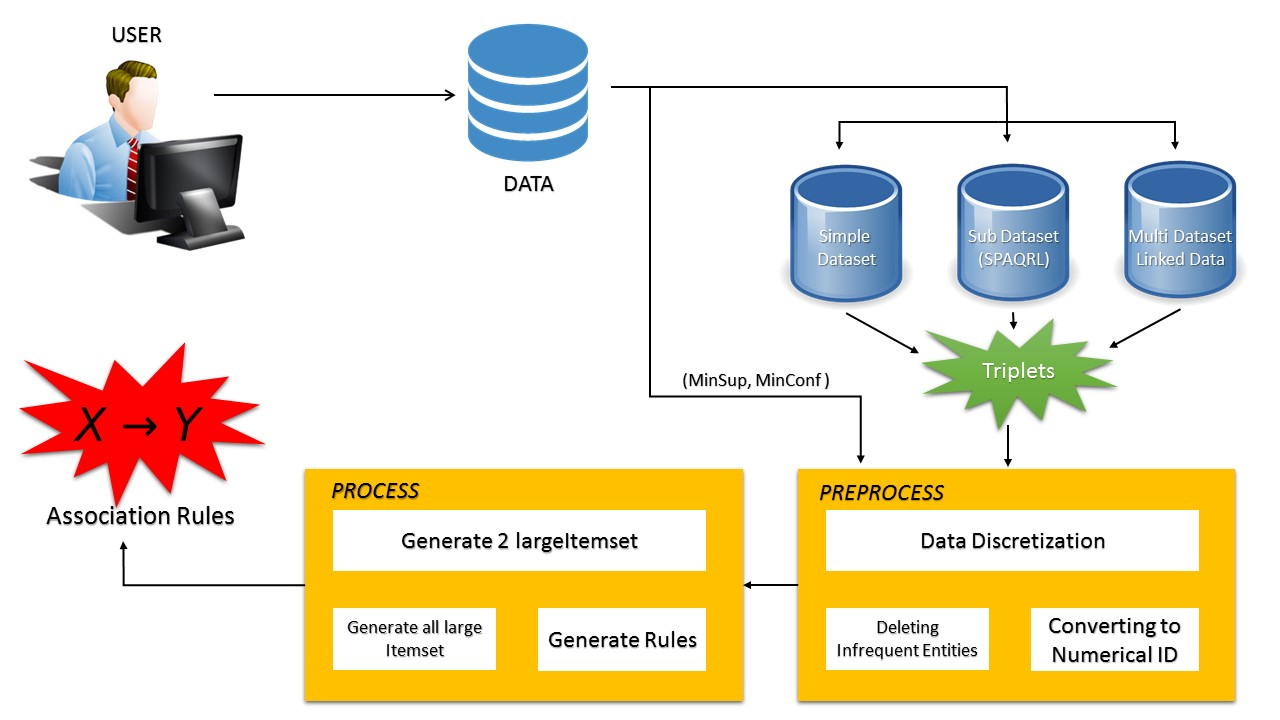 USER
DATA
Simple
Dataset
Sub Dataset
(SPAQRL)
Multi Dataset
Linked Data
Triplets
(MinSup, MinConf )
X → Y
Association Rules
PROCESS
Generate 2 largeItemset
Generate all large
Itemset
Generate Rules
PREPROCESS
Data Discretization
Deleting
Infrequent Entities
Converting to
Numerical ID